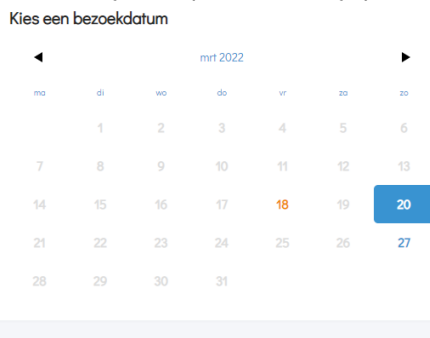 Kies een bezoekdatum
mrt 2022
ma di wo do vr za zo
1 2 3 4 5 6
7 8 9 10 11 12 13
14 15 16 17 18 19 20
21 22 23 24 25 26 27
28 29 30 31